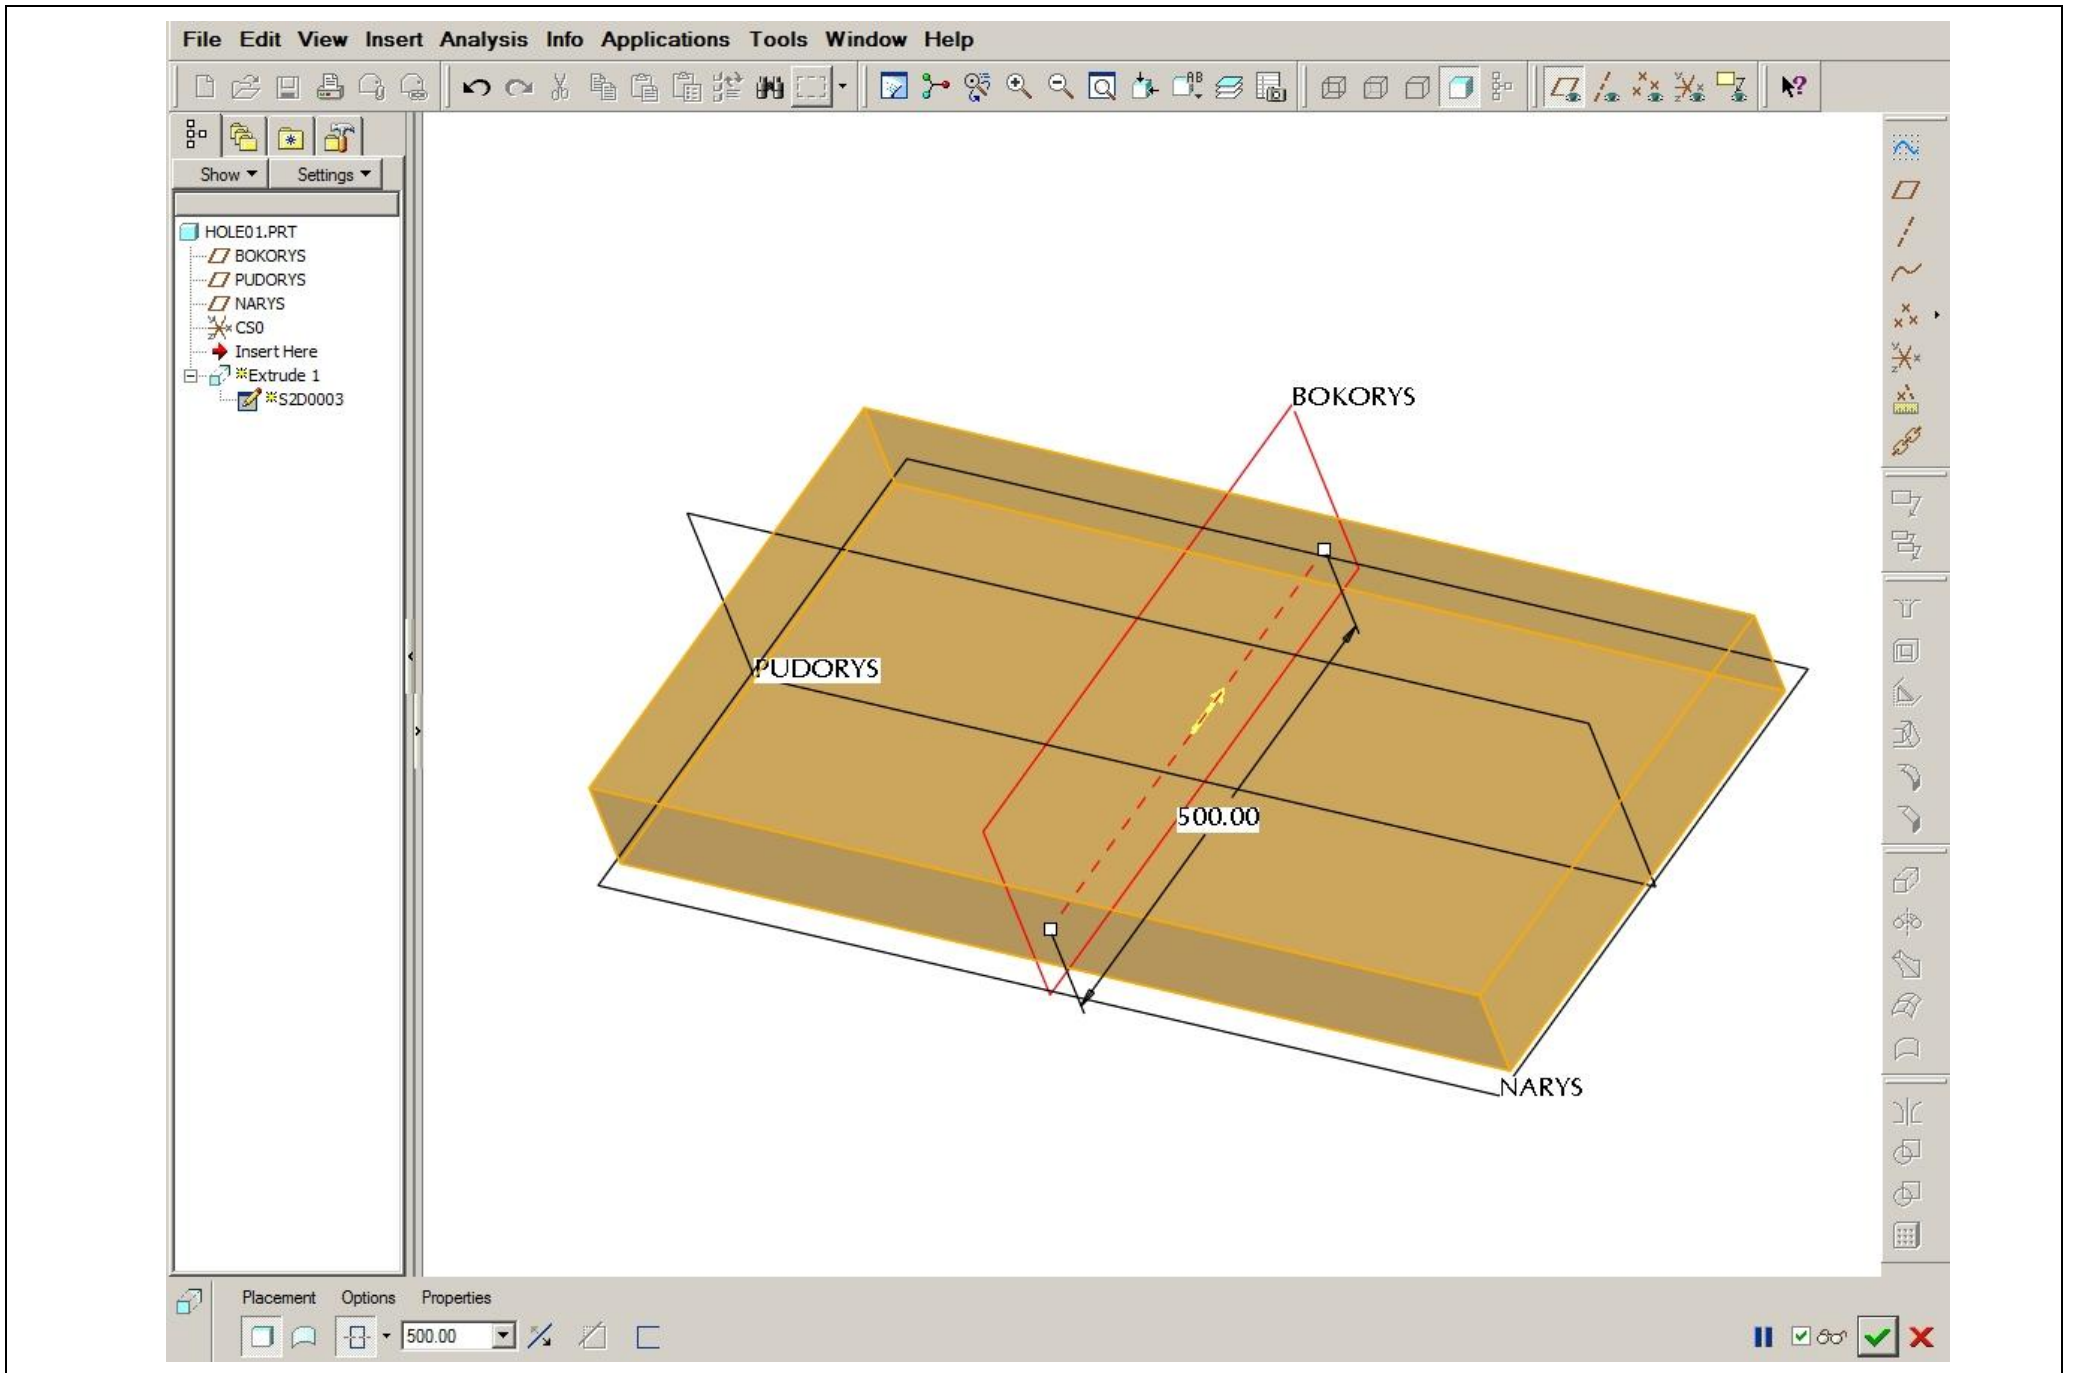 File Edit View Insert Analysis Info Applications Tools Window Help
Show Settings
HOLE01.PRT
BOKORYS
PUDORYS
NARYS
CS0
Insert Here
Extrude 1
S2D0003
BOKORYS
PUDORYS
500.00
NARYS
Placement Options Properties
500.00